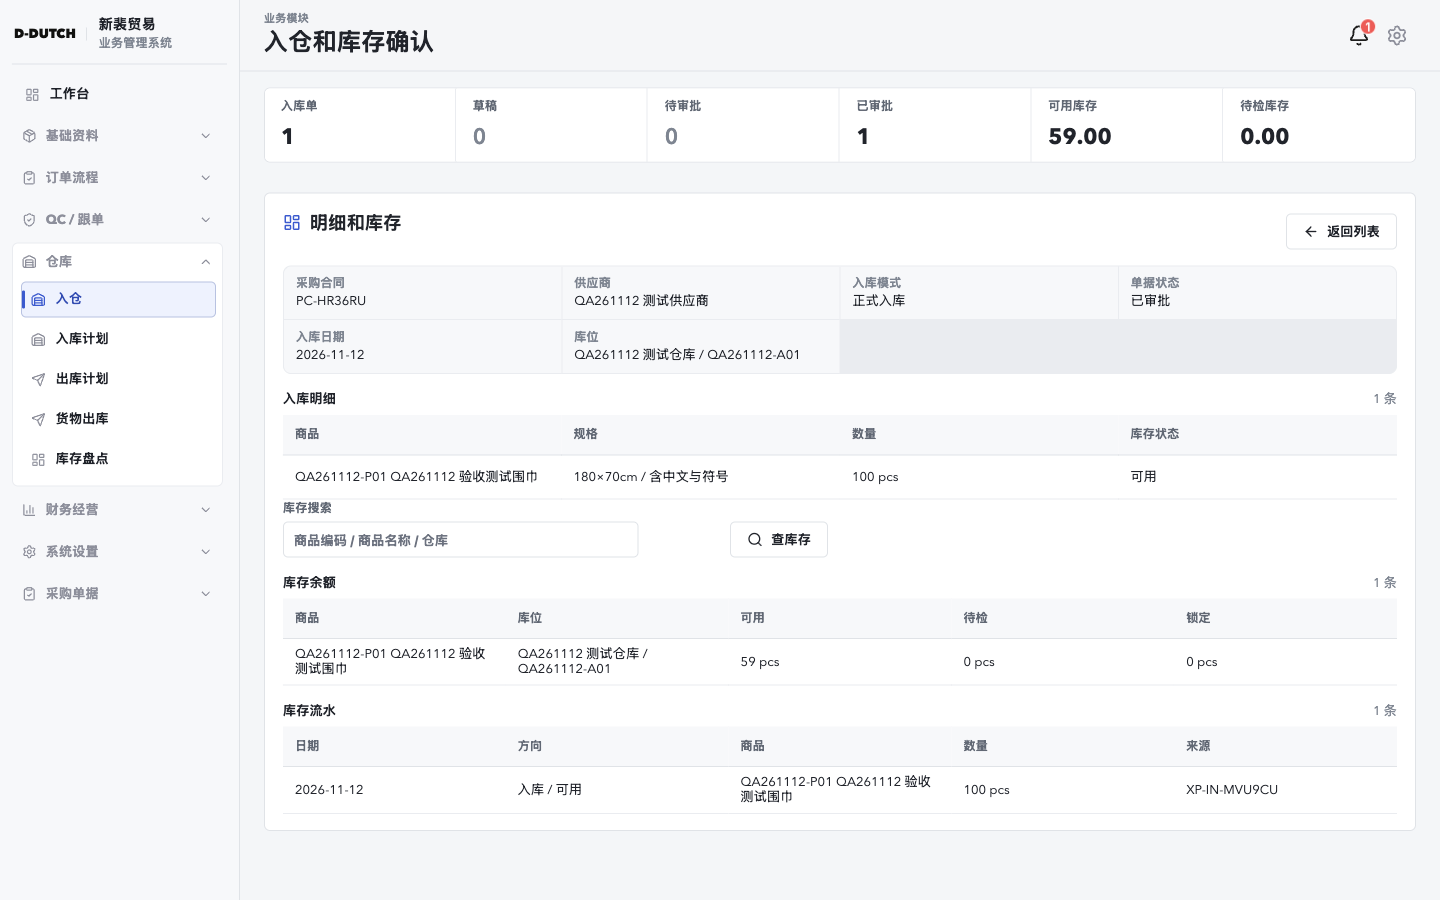 D-DUTCH
新裴贸易
业务管理系统
工作台
基础资料
订单流程
QC / 跟单
仓库
入仓
入库计划
出库计划
货物出库
库存盘点
财务经营
系统设置
采购单据
业务模块
入仓和库存确认
1
入库单
1
草稿
0
待审批
0
已审批
1
可用库存
59.00
待检库存
0.00
明细和库存
返回列表
采购合同
PC-HR36RU
供应商
QA261112 测试供应商
入库模式
正式入库
单据状态
已审批
入库日期
2026-11-12
库位
QA261112 测试仓库 / QA261112-A01
入库明细
1 条
商品 规格 数量 库存状态
QA261112-P01 QA261112 验收测试围巾 180×70cm / 含中文与符号 100 pcs 可用
库存搜索
商品编码 / 商品名称 / 仓库
查库存
库存余额
1 条
商品 库位 可用 待检 锁定
QA261112-P01 QA261112 验收
测试围巾
QA261112 测试仓库 /
QA261112-A01
59 pcs
0 pcs
0 pcs
库存流水
1 条
日期 方向 商品 数量 来源
2026-11-12
入库 / 可用
QA261112-P01 QA261112 验收
测试围巾
100 pcs
XP-IN-MVU9CU